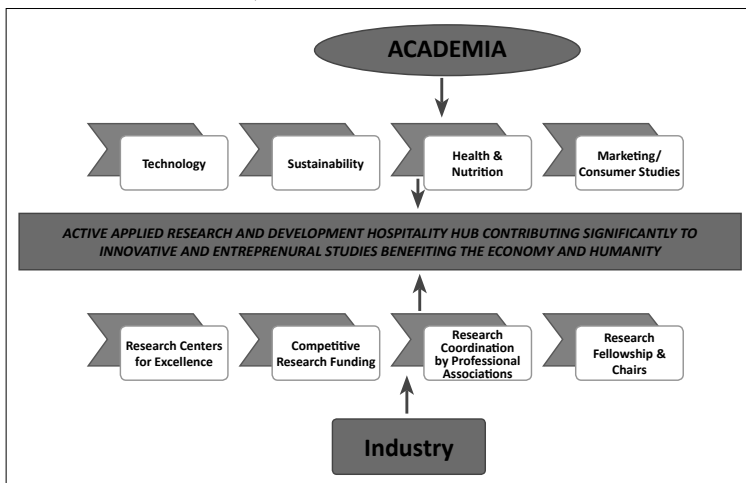 ACADEMIA
Technology
Sustainability
Health &
Nutrition
Marketing/
Consumer Studies
ACTIVE APPLIED RESEARCH AND DEVELOPMENT HOSPITALITY HUB CONTRIBUTING SIGNIFICANTLY TO
INNOVATIVE AND ENTREPRENURAL STUDIES BENEFITING THE ECONOMY AND HUMANITY
Research Centers
for Excellence
Competitive
Research Funding
Research
Coordination
by Professional
Associations
Research
Fellowship &
Chairs
Industry